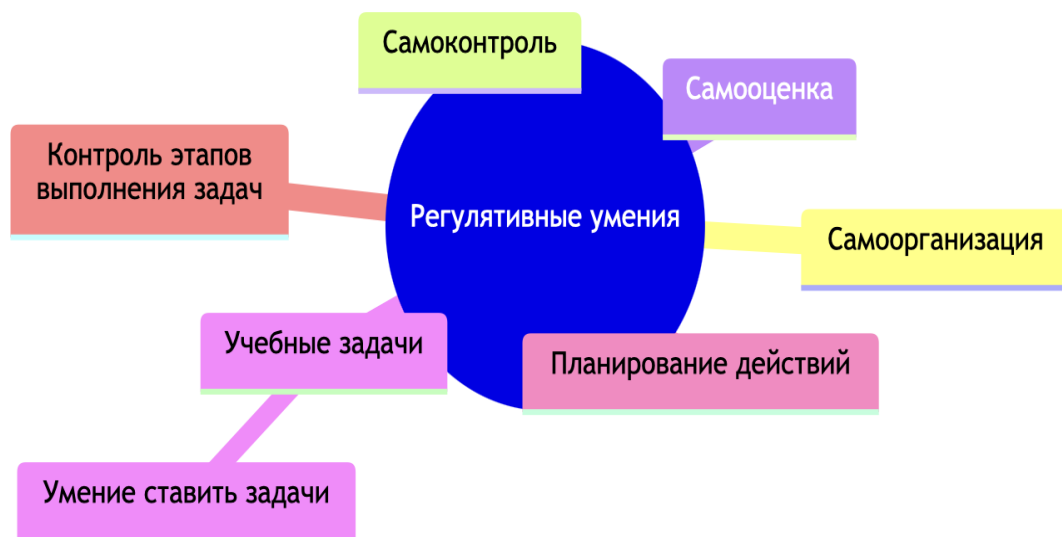 Самоконтроль
Самооценка
Контроль этапов
выполнения задач
Регулятивные умения
Самоорганизация
Учебные задачи
Планирование действий
Умение ставить задачи